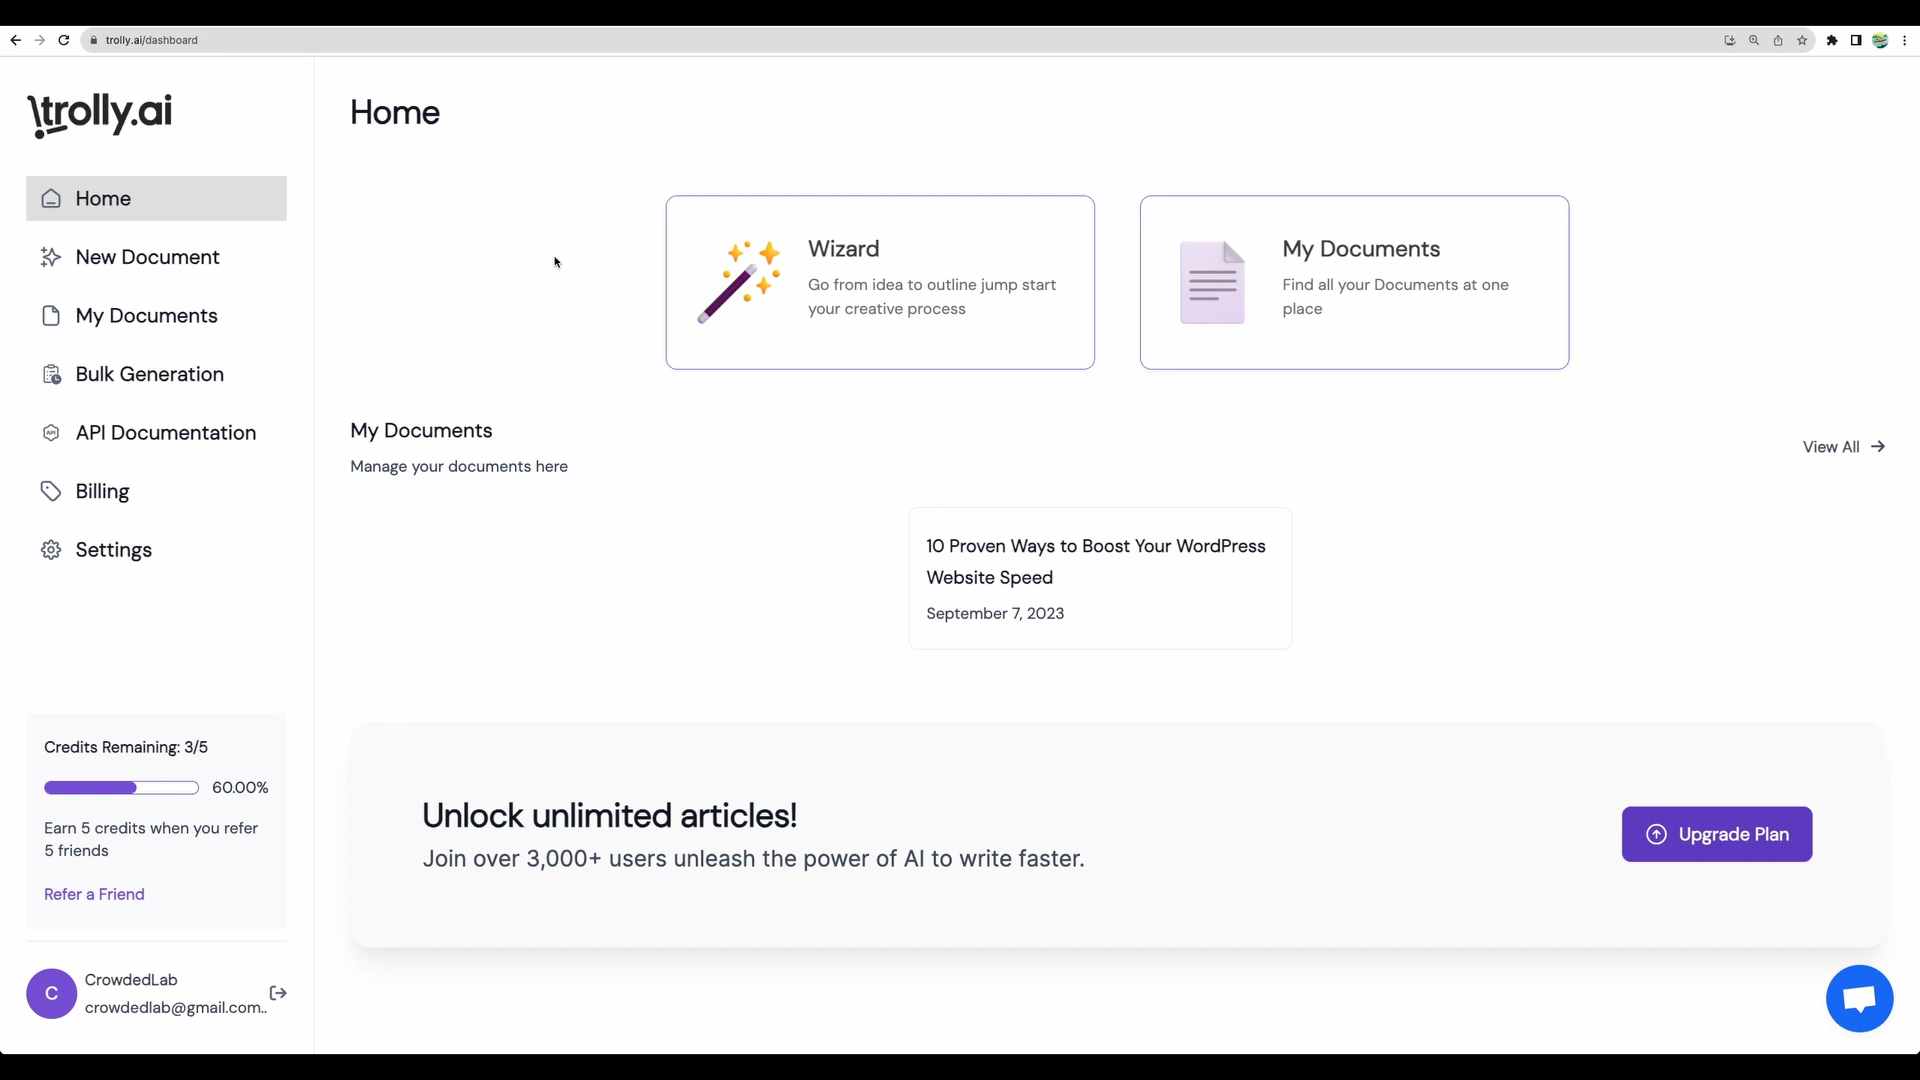 trolly.ai/dashboard
trolly.ai
Home
New Document
My Documents
Bulk Generation
API Documentation
Billing
Settings
Credits Remaining: 3/5
60.00%
Earn 5 credits when you refer
5 friends
Refer a Friend
C
CrowdedLab
crowdedlab@gmail.com..
Home
Wizard
Go from idea to outline jump start
your creative process
My Documents
Find all your Documents at one
place
My Documents
Manage your documents here
View All
10 Proven Ways to Boost Your WordPress
Website Speed
September 7, 2023
Unlock unlimited articles!
Join over 3,000+ users unleash the power of AI to write faster.
Upgrade Plan